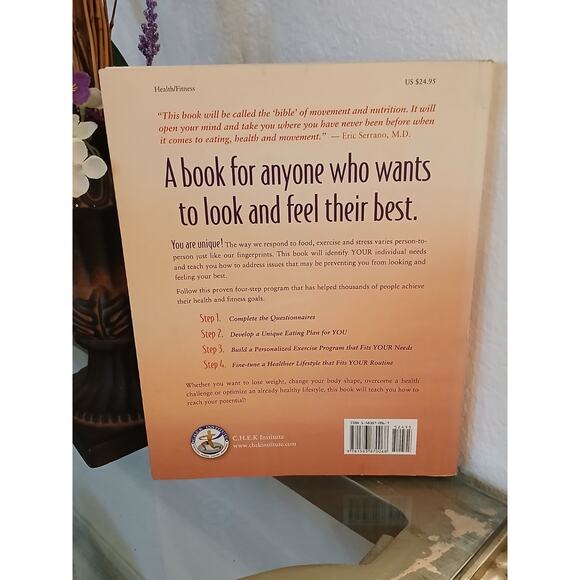 Health/Fitness US $24.95
"This book will be called the 'bible' of movement and nutrition. It will
open your mind and take you where you have never been before when
it comes to eating, health and movement." — Eric Serrano, M.D.
A book for anyone who wants
to look and feel their best.
You are unique! The way we respond to food, exercise and stress varies person-to-
person just like our fingerprints. This book will identify YOUR individual needs
and teach you how to address issues that may be preventing you from looking and
feeling your best.
Follow this proven four-step program that has helped thousands of people achieve
their health and fitness goals.
Step 1. Complete the Questionnaires
Step 2. Develop a Unique Eating Plan for YOU
Step 3. Build a Personalized Exercise Program that Fits YOUR Needs
Step 4. Fine-tune a Healthier Lifestyle that Fits YOUR Routine
Whether you want to lose weight, change your body shape, overcome a health
challenge or optimize an already healthy lifestyle, this book will teach you how to
reach your potential!
C.H.E.K INSTITUTE
C.H.E.K Institute
www.chekinstitute.com
ISBN
52495